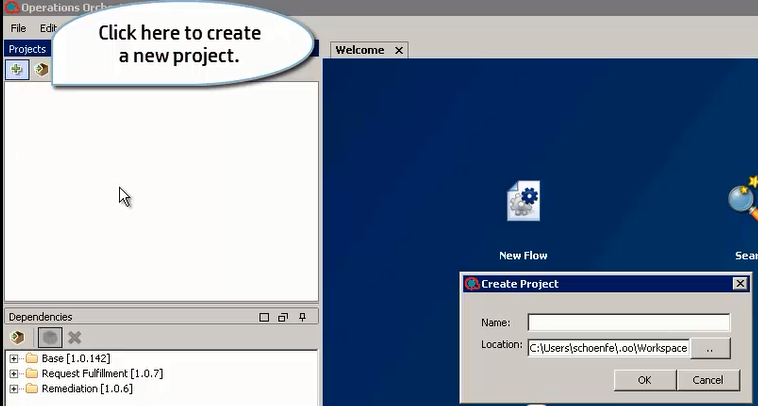 Operations Orch
File Edit
Click here to create
a new project.
Projects
Welcome
New Flow
Sear
Create Project
Name:
Location: C:\Users\schoenfe\.oo\Workspace ..
OK Cancel
Dependencies
Base [1.0.142]
Request Fulfillment [1.0.7]
Remediation [1.0.6]